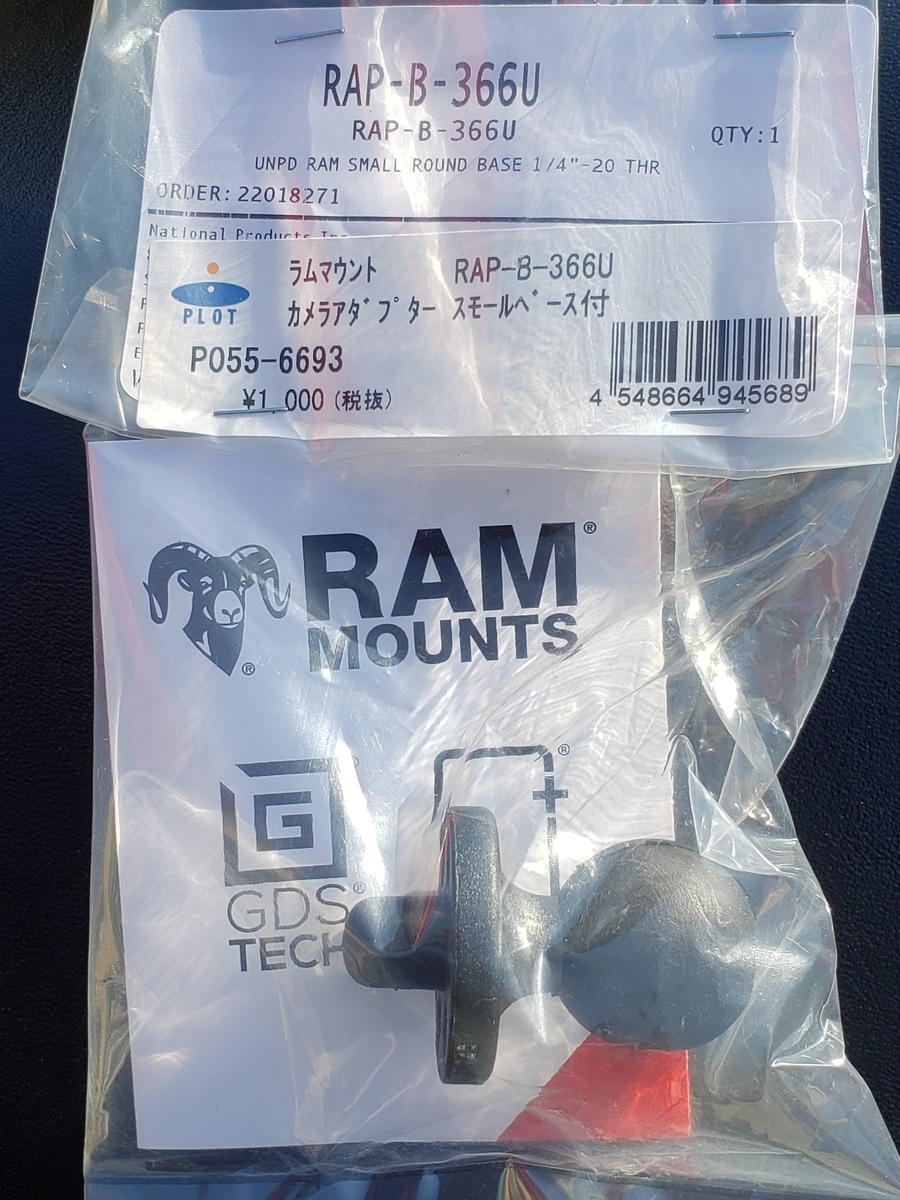 RAP-B-366U
RAP-B-366U
QTY:1
UNPD RAM SMALL ROUND BASE 1/4"-20 THR
ORDER: 22018271
National Products Inc
ラムマウント RAP-B-366U
カメラアダプター スモールベース付
PLOT
P055-6693
¥1,000(税抜)
4 548664 945689
RAM®
MOUNTS
®
G
®
GDS®
TECH